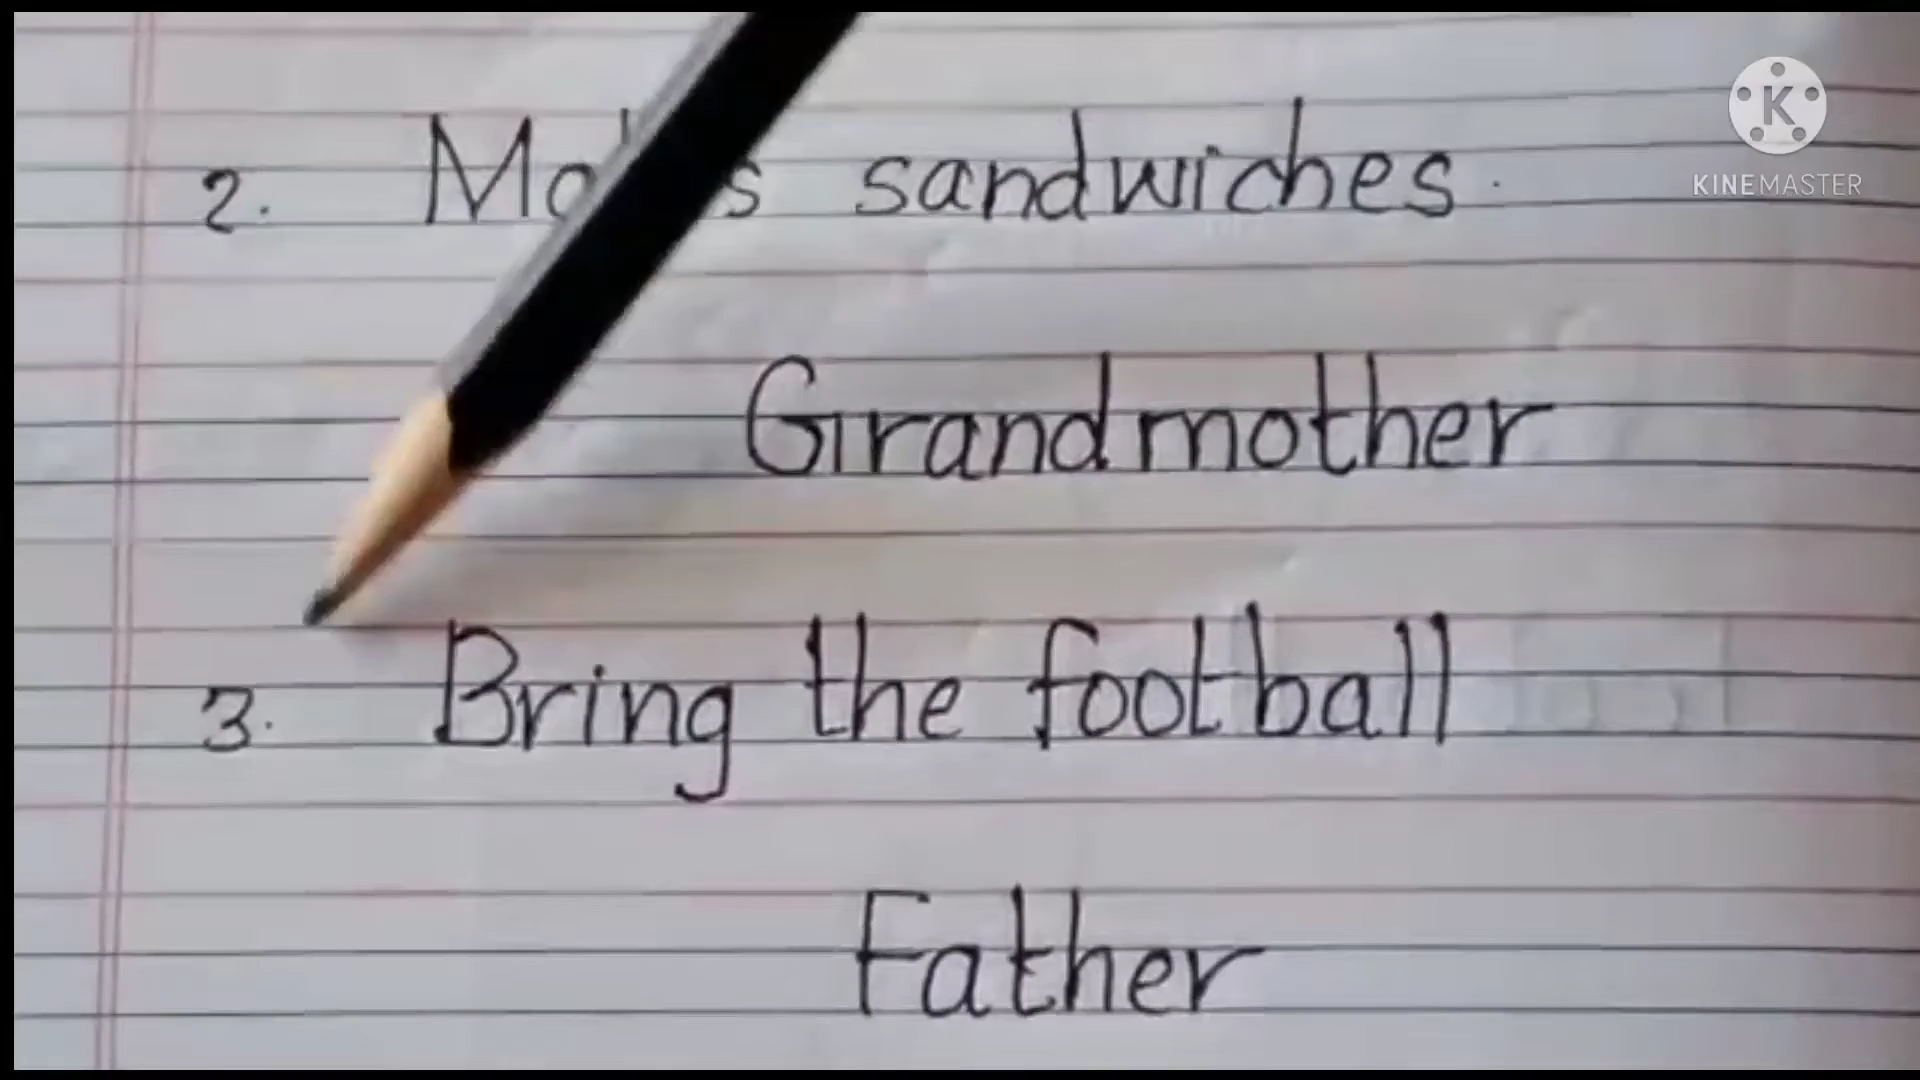 2. sandwiches.
Grandmother
3. Bring the football
Father
K
KINEMASTER